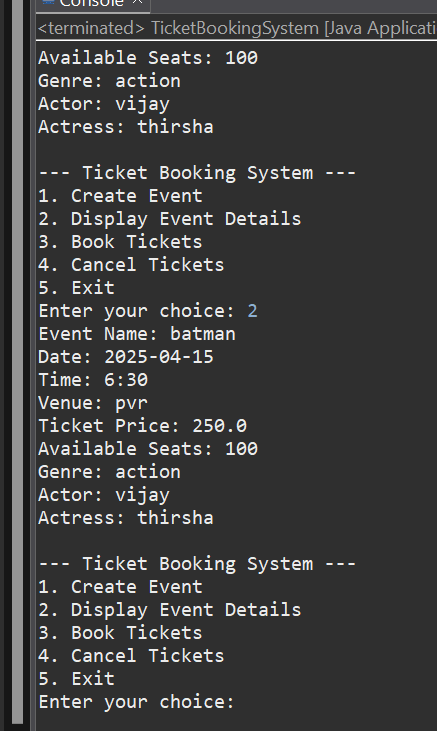 Console ×
<terminated> TicketBookingSystem [Java Applicati
Available Seats: 100
Genre: action
Actor: vijay
Actress: thirsha
--- Ticket Booking System ---
1. Create Event
2. Display Event Details
3. Book Tickets
4. Cancel Tickets
5. Exit
Enter your choice: 2
Event Name: batman
Date: 2025-04-15
Time: 6:30
Venue: pvr
Ticket Price: 250.0
Available Seats: 100
Genre: action
Actor: vijay
Actress: thirsha
--- Ticket Booking System ---
1. Create Event
2. Display Event Details
3. Book Tickets
4. Cancel Tickets
5. Exit
Enter your choice: